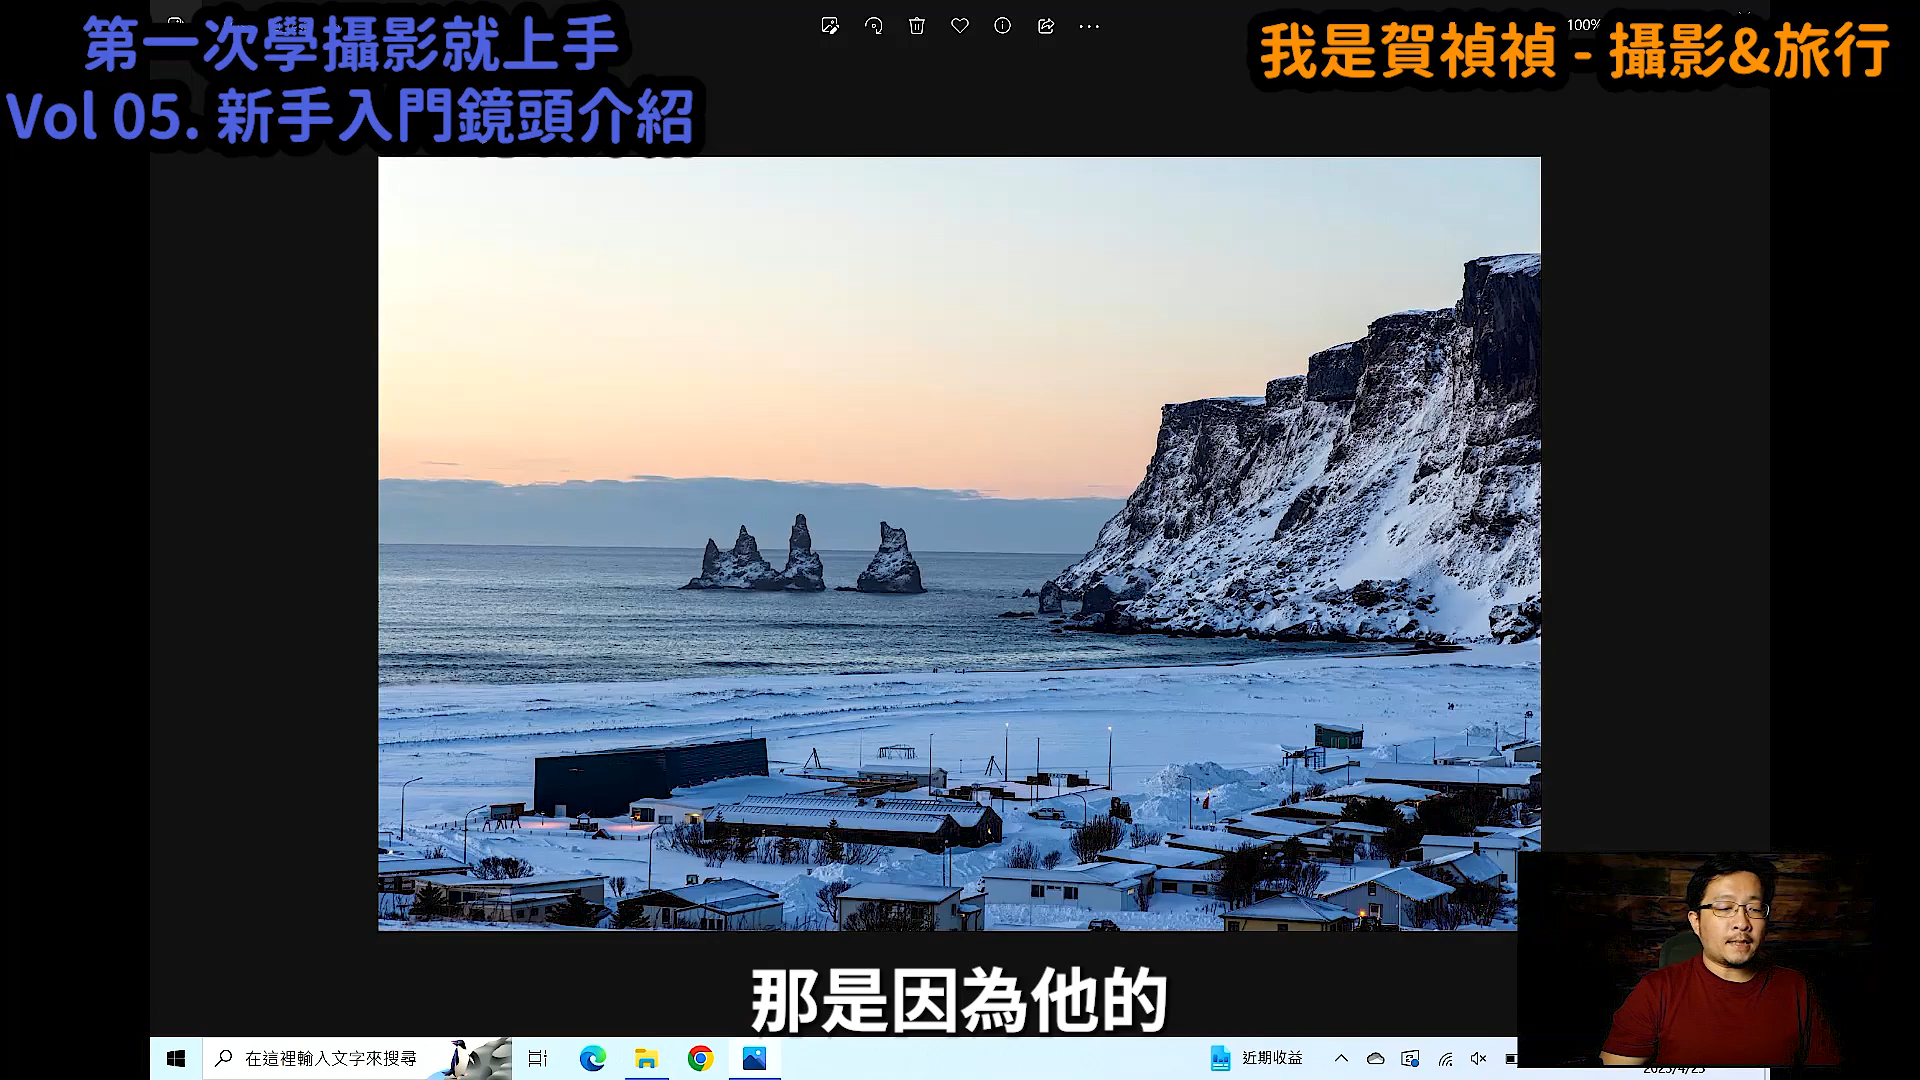 第一次學攝影就上手
Vol 05. 新手入門鏡頭介紹
我是賀禎禎 - 攝影&旅行
100%
那是因為他的
在這裡輸入文字來搜尋
近期收益